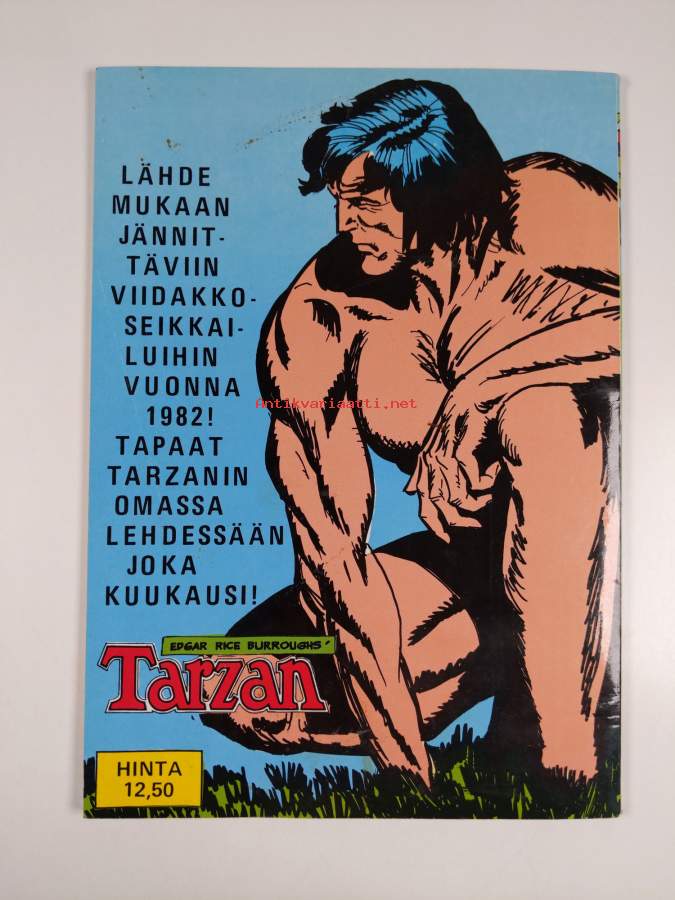 LÄHDE
MUKAAN
JÄNNIT-
TÄVIIN
VIIDAKKO-
SEIKKAI-
LUIHIN
VUONNA
1982!
TAPAAT
TARZANIN
OMASSA
LEHDESSÄÄN
JOKA
KUUKAUSI!
EDGAR RICE BURROUGHS'
Tarzan
HINTA
12,50
antikvariaatti.net